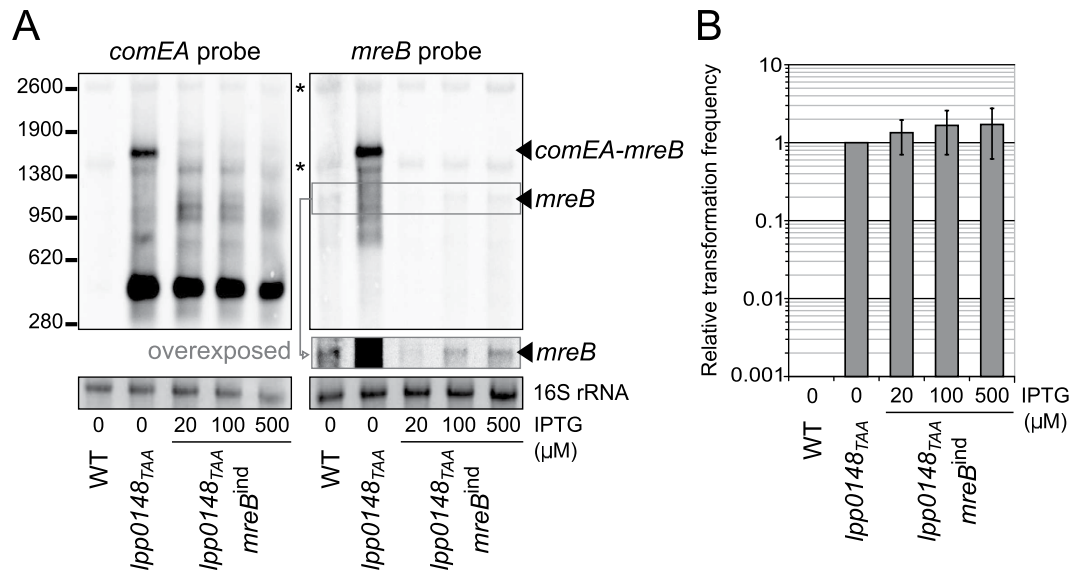 A
comEA probe
mreB probe
2600
1900
1380
950
620
280
*
*
comEA-mreB
mreB
overexposed
mreB
16S rRNA
0 0 20 100 500 0 0 20 100 500 IPTG
(µM)
WT
lpp0148TAA
lpp0148TAA
mreBind
WT
lpp0148TAA
lpp0148TAA
mreBind
B
Relative transformation frequency
10
1
0.1
0.01
0.001
0 0 20 100 500 IPTG
(µM)
WT
lpp0148TAA
lpp0148TAA
mreBind